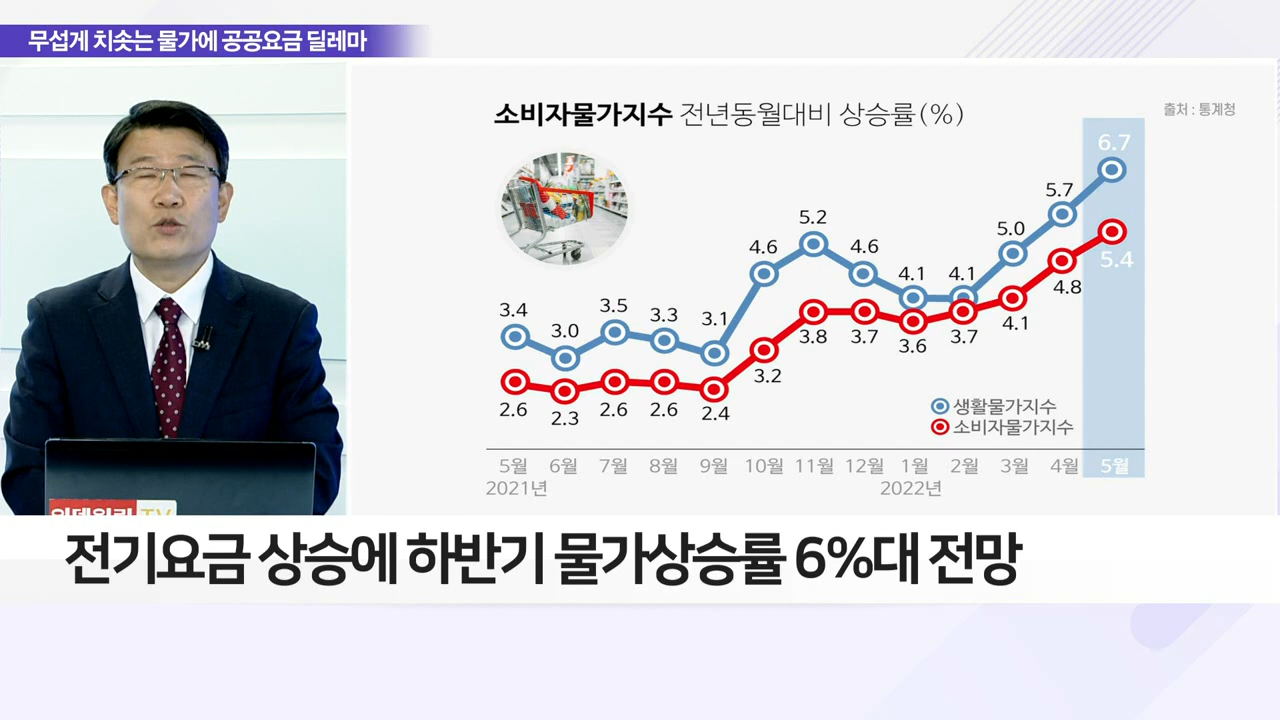 무섭게 치솟는 물가에 공공요금 딜레마
소비자물가지수 전년동월대비 상승률(%)
출처 : 통계청
6.7
5.7
5.2
5.0
4.6
4.6
4.1
4.1
5.4
4.8
3.4
3.0
3.5
3.3
3.1
3.8
3.7
3.6
3.7
4.1
3.2
2.6
2.3
2.6
2.6
2.4
생활물가지수
소비자물가지수
5월 6월 7월 8월 9월 10월 11월 12월 1월 2월 3월 4월 5월
2021년 2022년
이데일리 TV
전기요금 상승에 하반기 물가상승률 6%대 전망